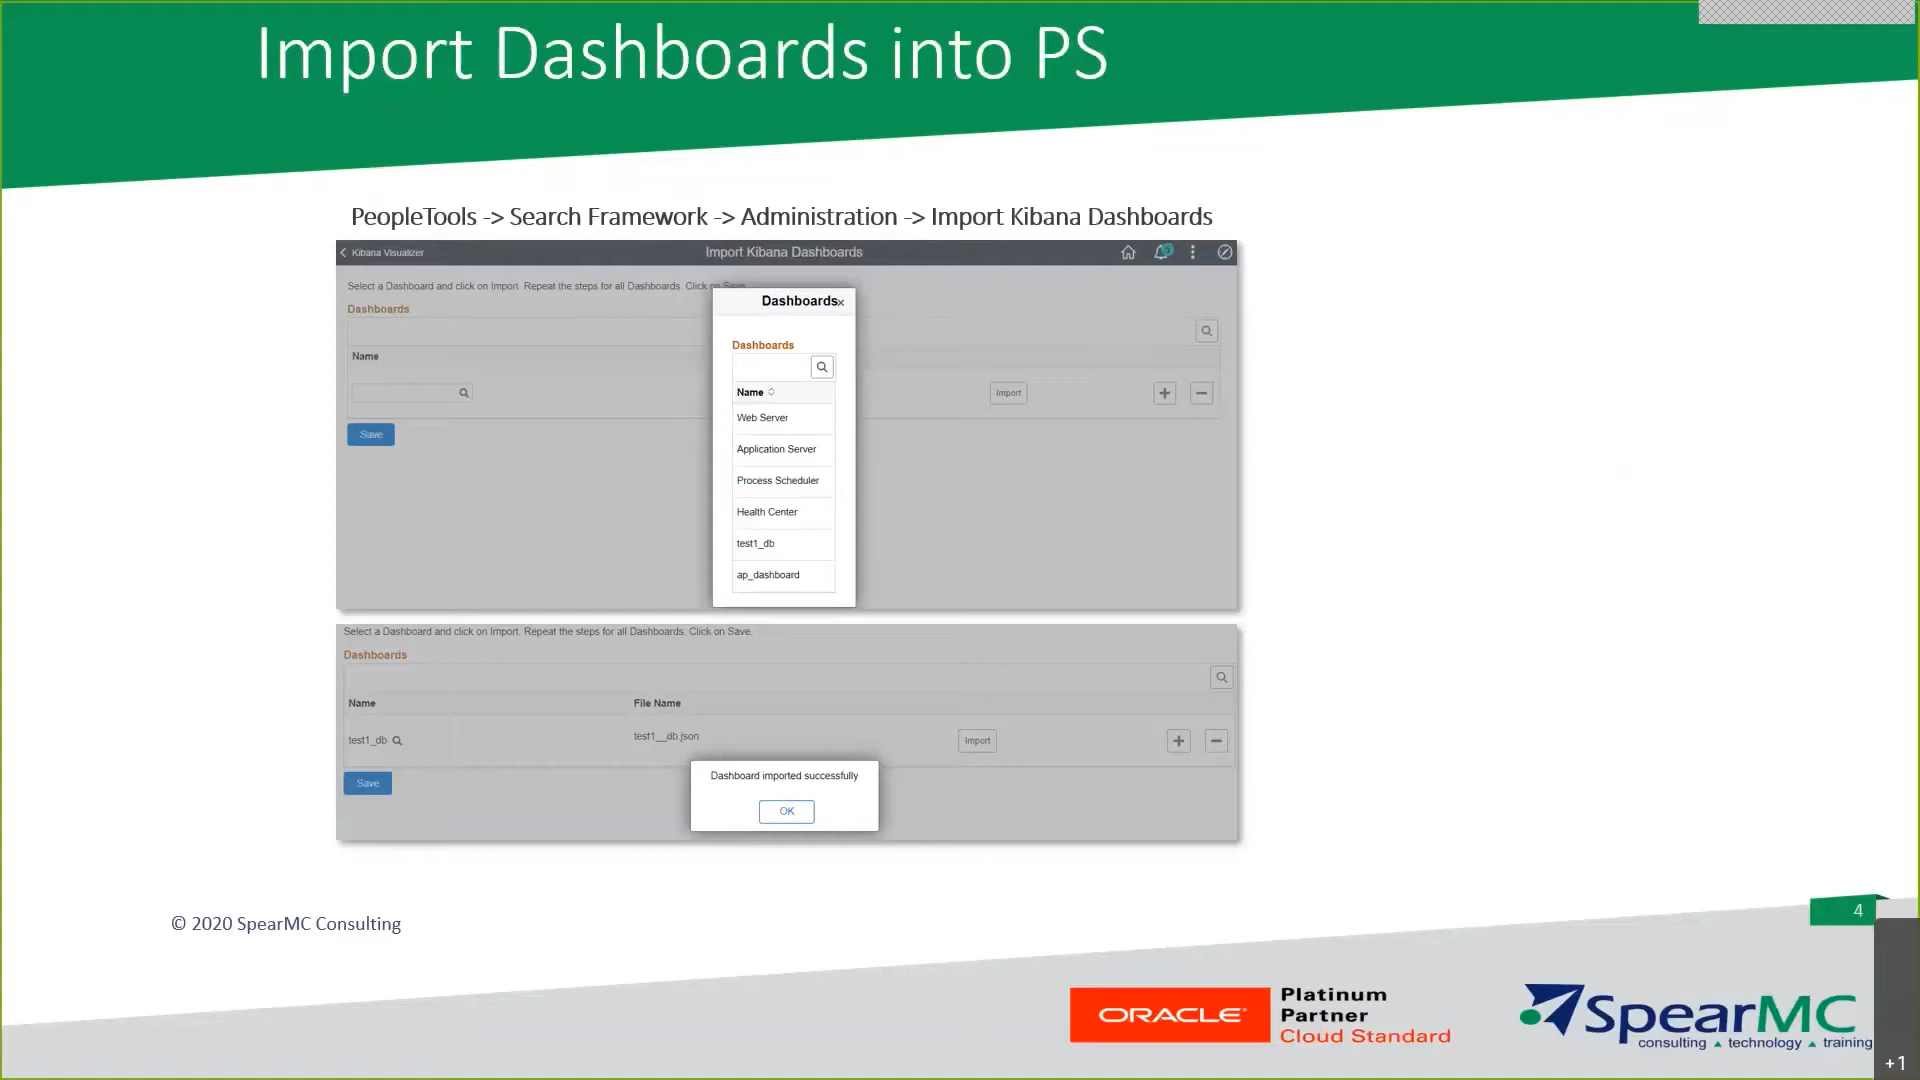 Import Dashboards into PS
PeopleTools -> Search Framework -> Administration -> Import Kibana Dashboards
Kibana Visualizer
Import Kibana Dashboards
Select a Dashboard and click on Import. Repeat the steps for all Dashboards. Click on Save.
Dashboards
Name
Import
Save
Dashboards
Dashboards
Name
Web Server
Application Server
Process Scheduler
Health Center
test1_db
ap_dashboard
Select a Dashboard and click on Import. Repeat the steps for all Dashboards. Click on Save.
Dashboards
Name File Name
test1_db test1__db.json Import
Save
Dashboard imported successfully
OK
© 2020 SpearMC Consulting
4
ORACLE Platinum
Partner
Cloud Standard
SpearMC
consulting ▲ technology ▲ training
+1